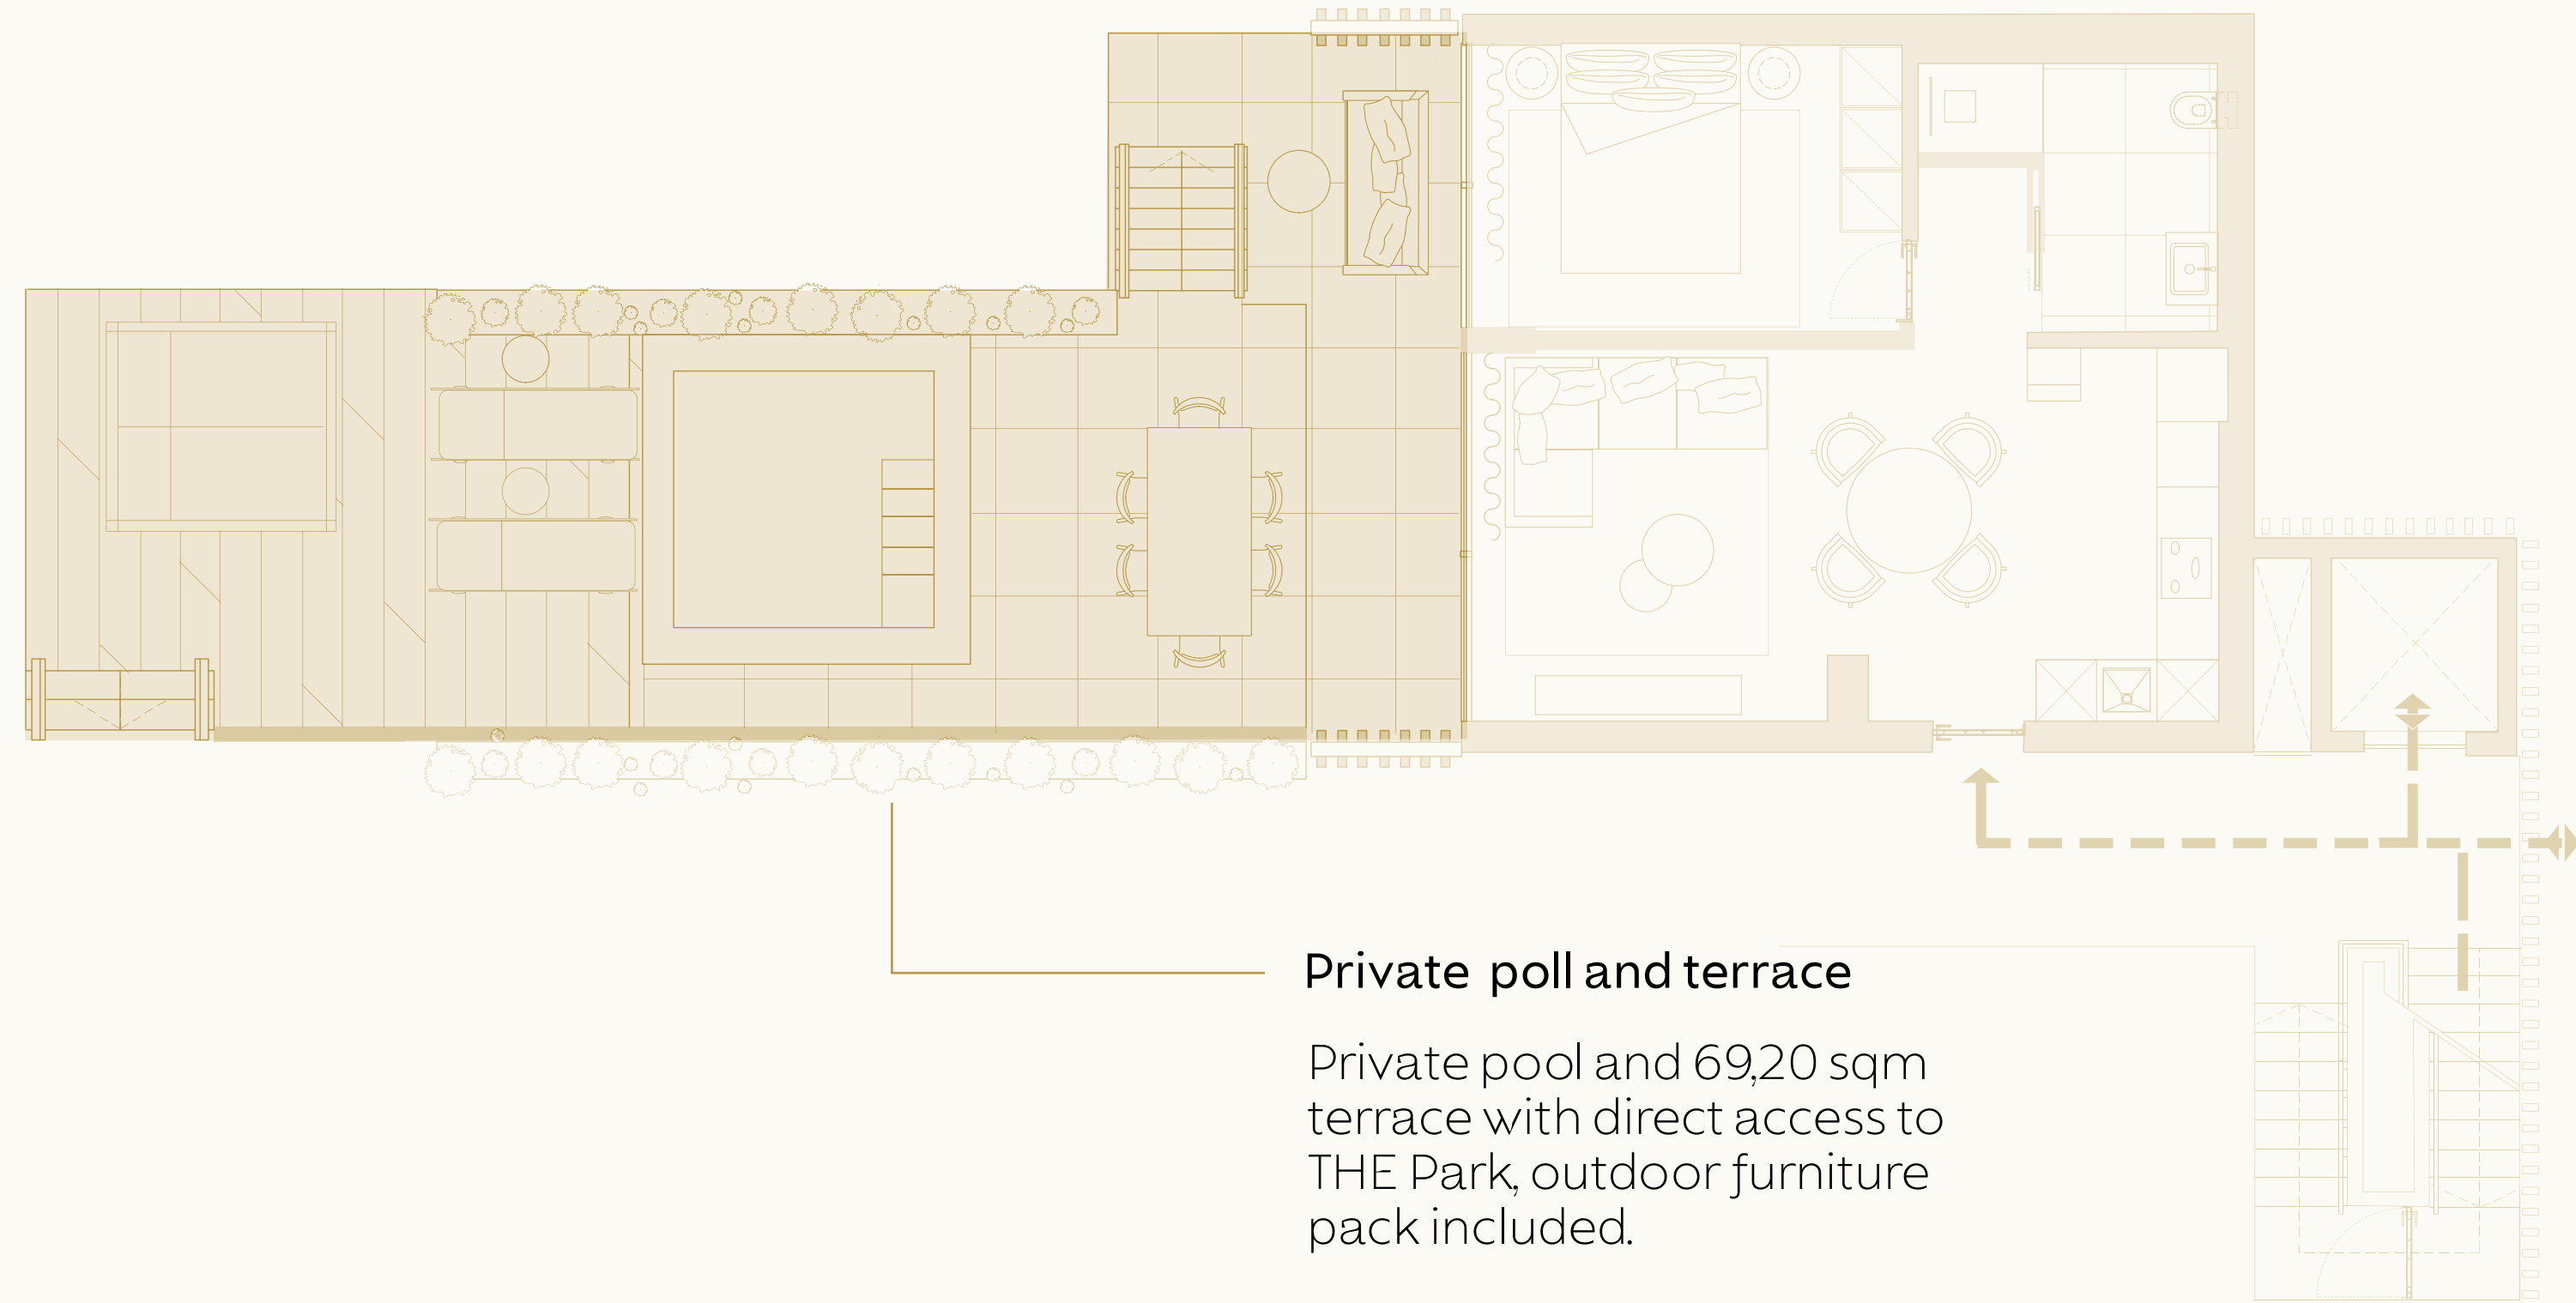 Private poll and terrace
Private pool and 69,20 sqm
terrace with direct access to
THE Park, outdoor furniture
pack included.